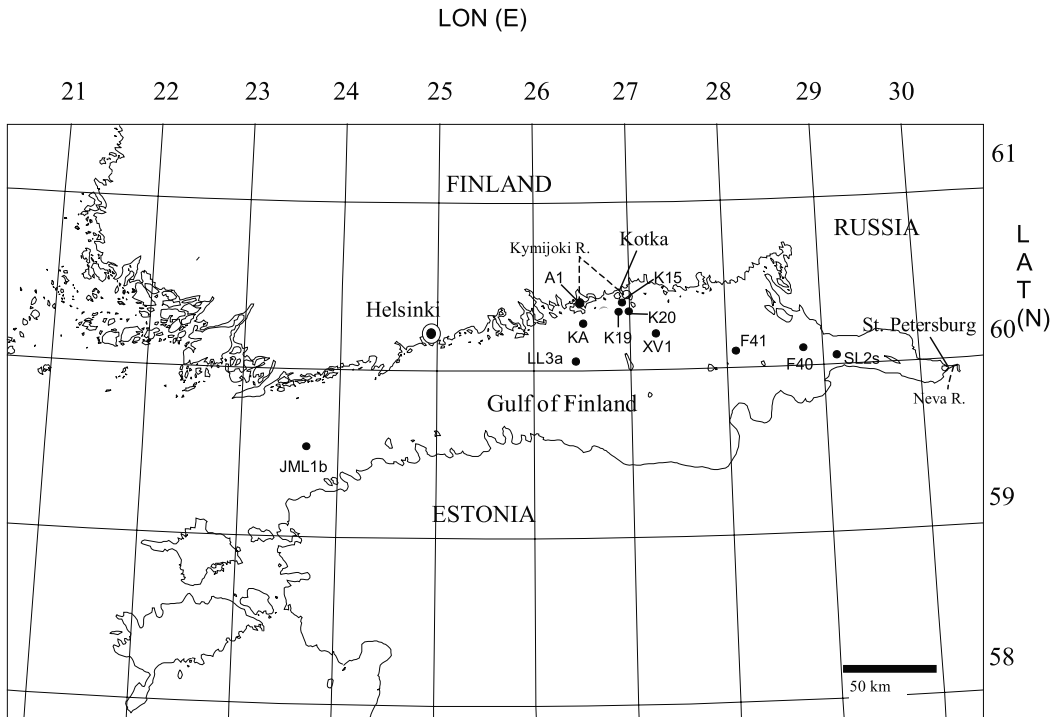 LON (E)
21 22 23 24 25 26 27 28 29 30
61
FINLAND
RUSSIA
Kymijoki R.
Kotka
LAT
(N)
A1
K15
Helsinki
K20
KA
K19
XV1
60
St. Petersburg
F41
LL3a
F40
SL2s
Neva R.
Gulf of Finland
JML1b
59
ESTONIA
58
50 km